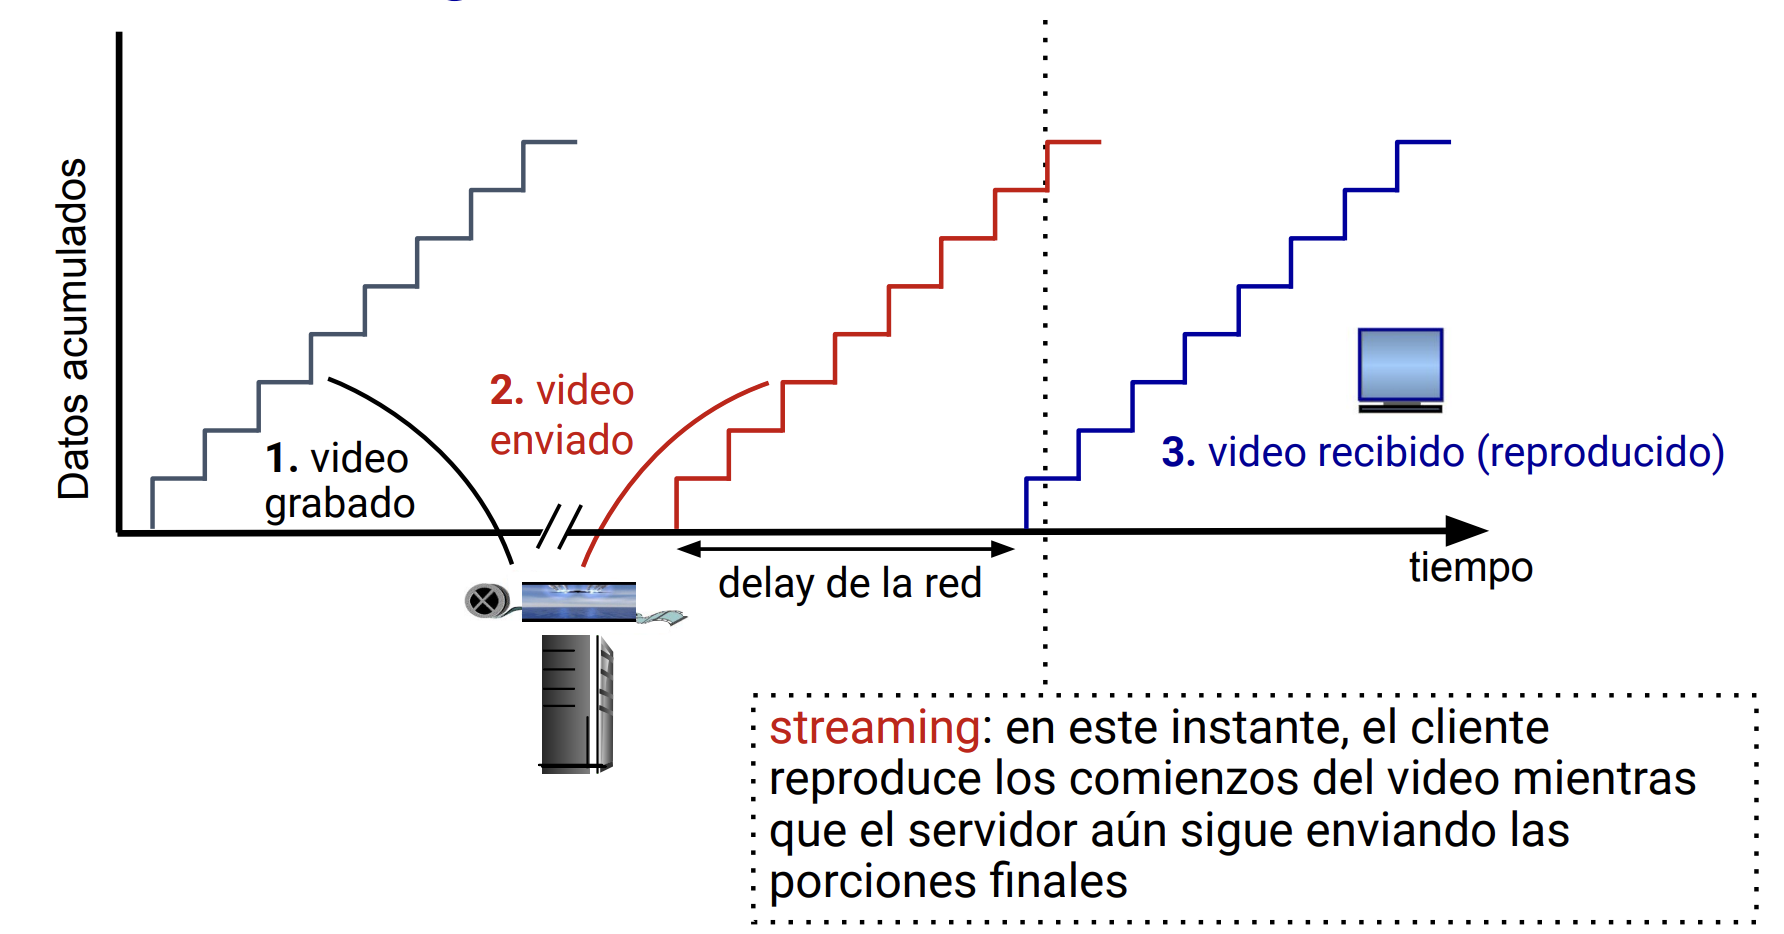 Datos acumulados
1. video
grabado
2. video
enviado
3. video recibido (reproducido)
delay de la red
tiempo
streaming: en este instante, el cliente
reproduce los comienzos del video mientras
que el servidor aún sigue enviando las
porciones finales